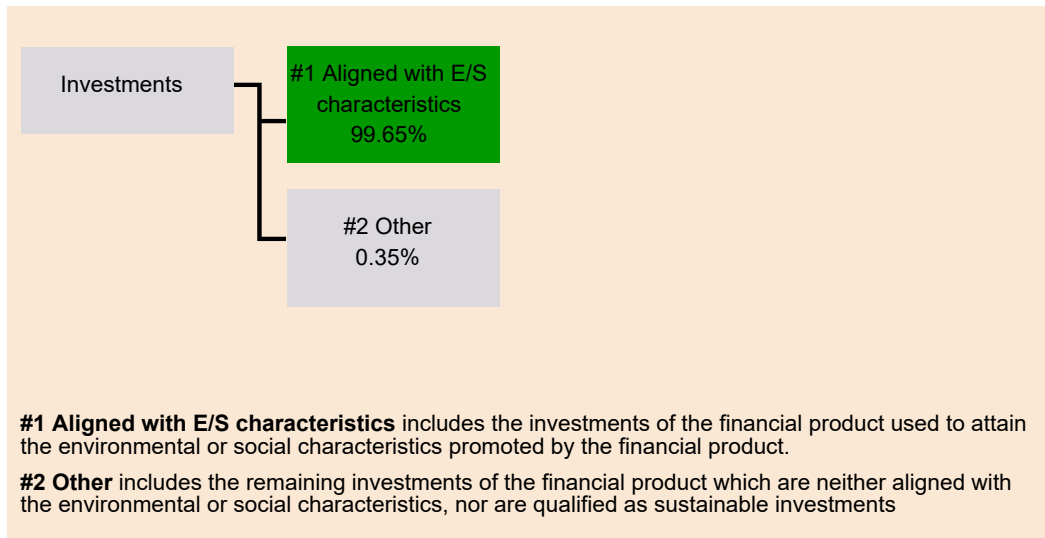 Investments
#1 Aligned with E/S
characteristics
99.65%
#2 Other
0.35%
#1 Aligned with E/S characteristics includes the investments of the financial product used to attain
the environmental or social characteristics promoted by the financial product.
#2 Other includes the remaining investments of the financial product which are neither aligned with
the environmental or social characteristics, nor are qualified as sustainable investments